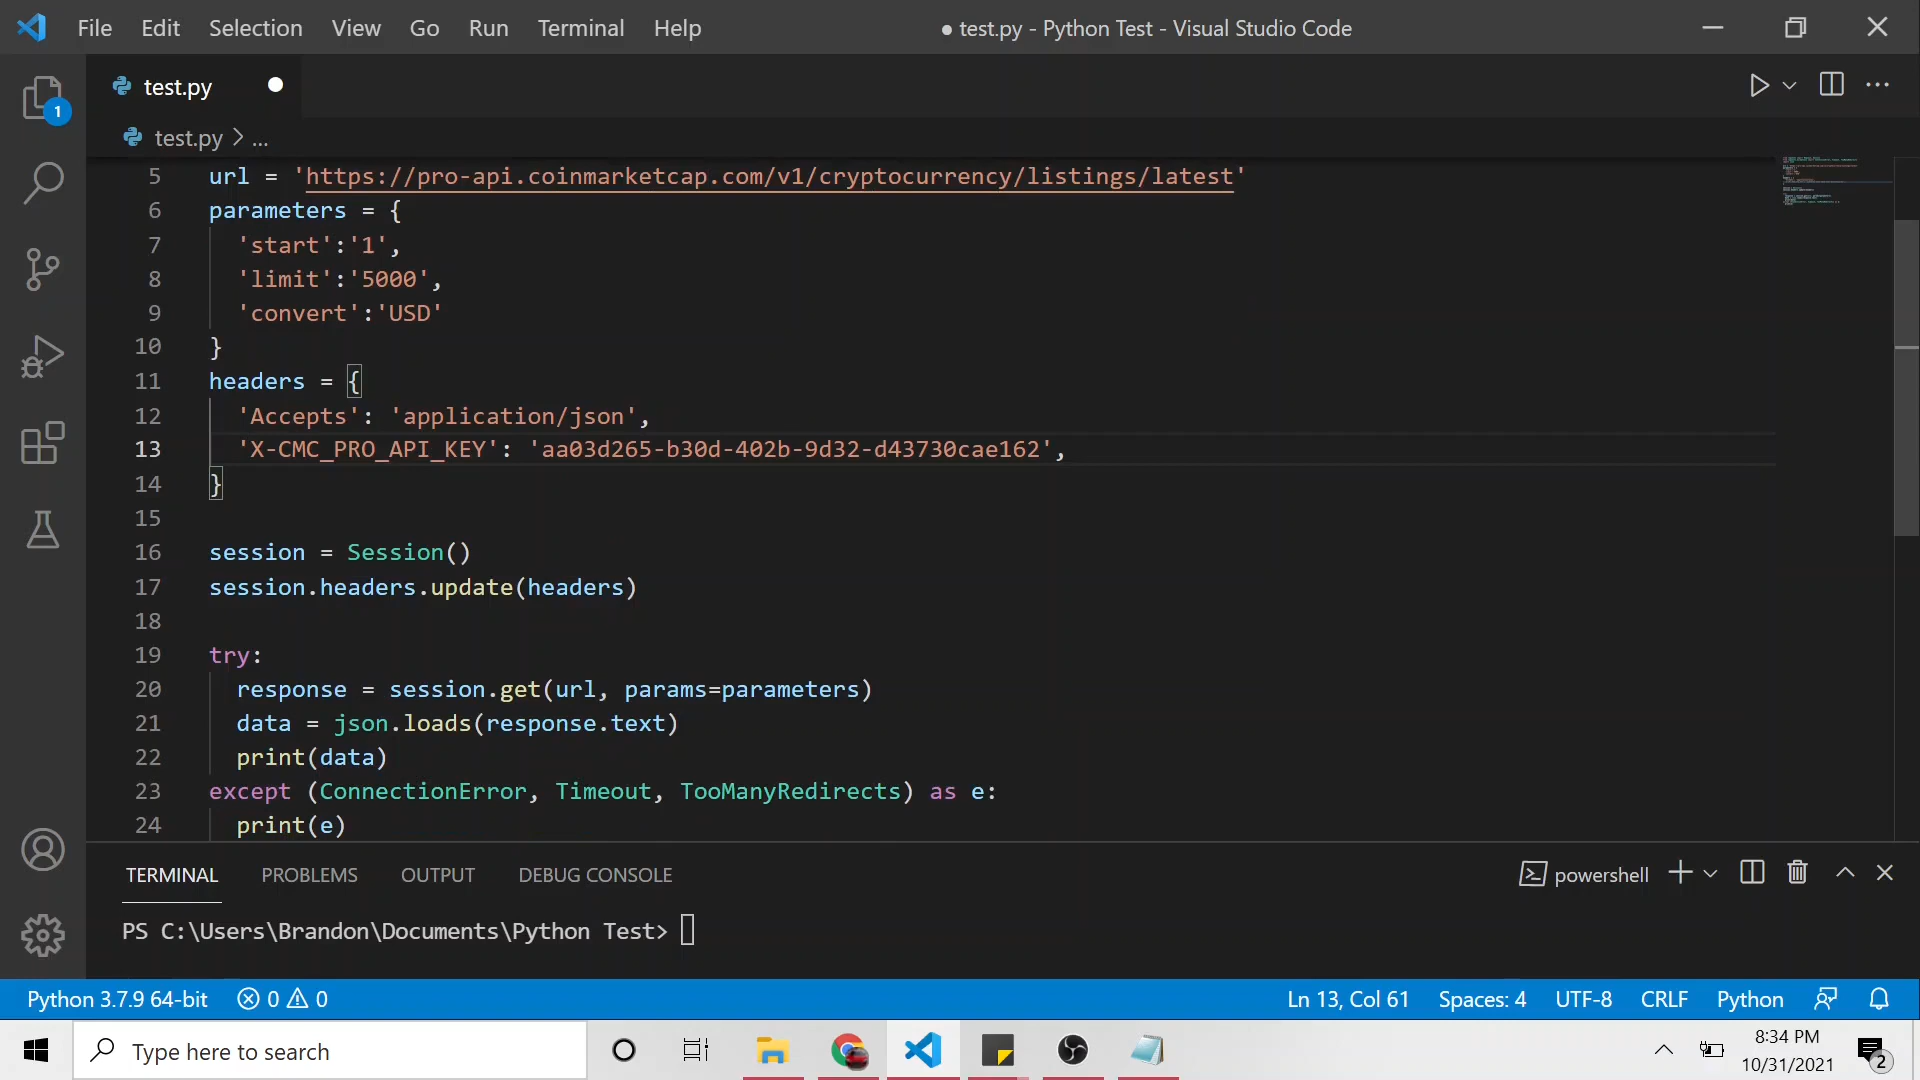 File Edit Selection View Go Run Terminal Help
● test.py - Python Test - Visual Studio Code
1
test.py
test.py > ...
5 url = 'https://pro-api.coinmarketcap.com/v1/cryptocurrency/listings/latest'
6 parameters = {
7 'start':'1',
8 'limit':'5000',
9 'convert':'USD'
10 }
11 headers = {
12 'Accepts': 'application/json',
13 'X-CMC_PRO_API_KEY': 'aa03d265-b30d-402b-9d32-d43730cae162',
14 }
15
16 session = Session()
17 session.headers.update(headers)
18
19 try:
20 response = session.get(url, params=parameters)
21 data = json.loads(response.text)
22 print(data)
23 except (ConnectionError, Timeout, TooManyRedirects) as e:
24 print(e)
TERMINAL PROBLEMS OUTPUT DEBUG CONSOLE
powershell
PS C:\Users\Brandon\Documents\Python Test>
Python 3.7.9 64-bit 0 0
Ln 13, Col 61 Spaces: 4 UTF-8 CRLF Python
Type here to search
8:34 PM
10/31/2021
2